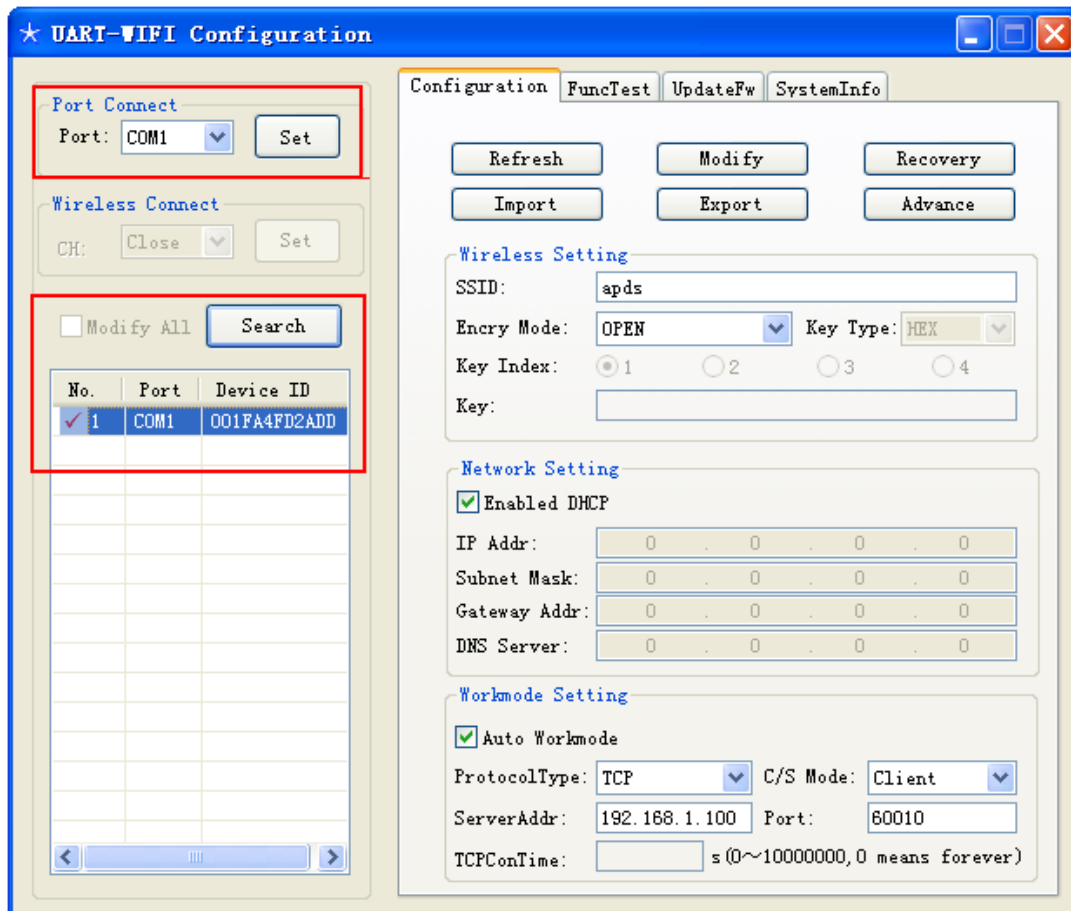 UART-WIFI Configuration
Port Connect
Port: COM1 Set
Wireless Connect
CH: Close Set
Modify All Search
No. Port Device ID
1 COM1 001FA4FD2ADD
Configuration FuncTest UpdateFw SystemInfo
Refresh Modify Recovery
Import Export Advance
Wireless Setting
SSID: apds
Encry Mode: OPEN Key Type: HEX
Key Index: 1 2 3 4
Key:
Network Setting
Enabled DHCP
IP Addr: 0 . 0 . 0 . 0
Subnet Mask: 0 . 0 . 0 . 0
Gateway Addr: 0 . 0 . 0 . 0
DNS Server: 0 . 0 . 0 . 0
Workmode Setting
Auto Workmode
ProtocolType: TCP C/S Mode: Client
ServerAddr: 192.168.1.100 Port: 60010
TCPConTime: s(0～10000000,0 means forever)